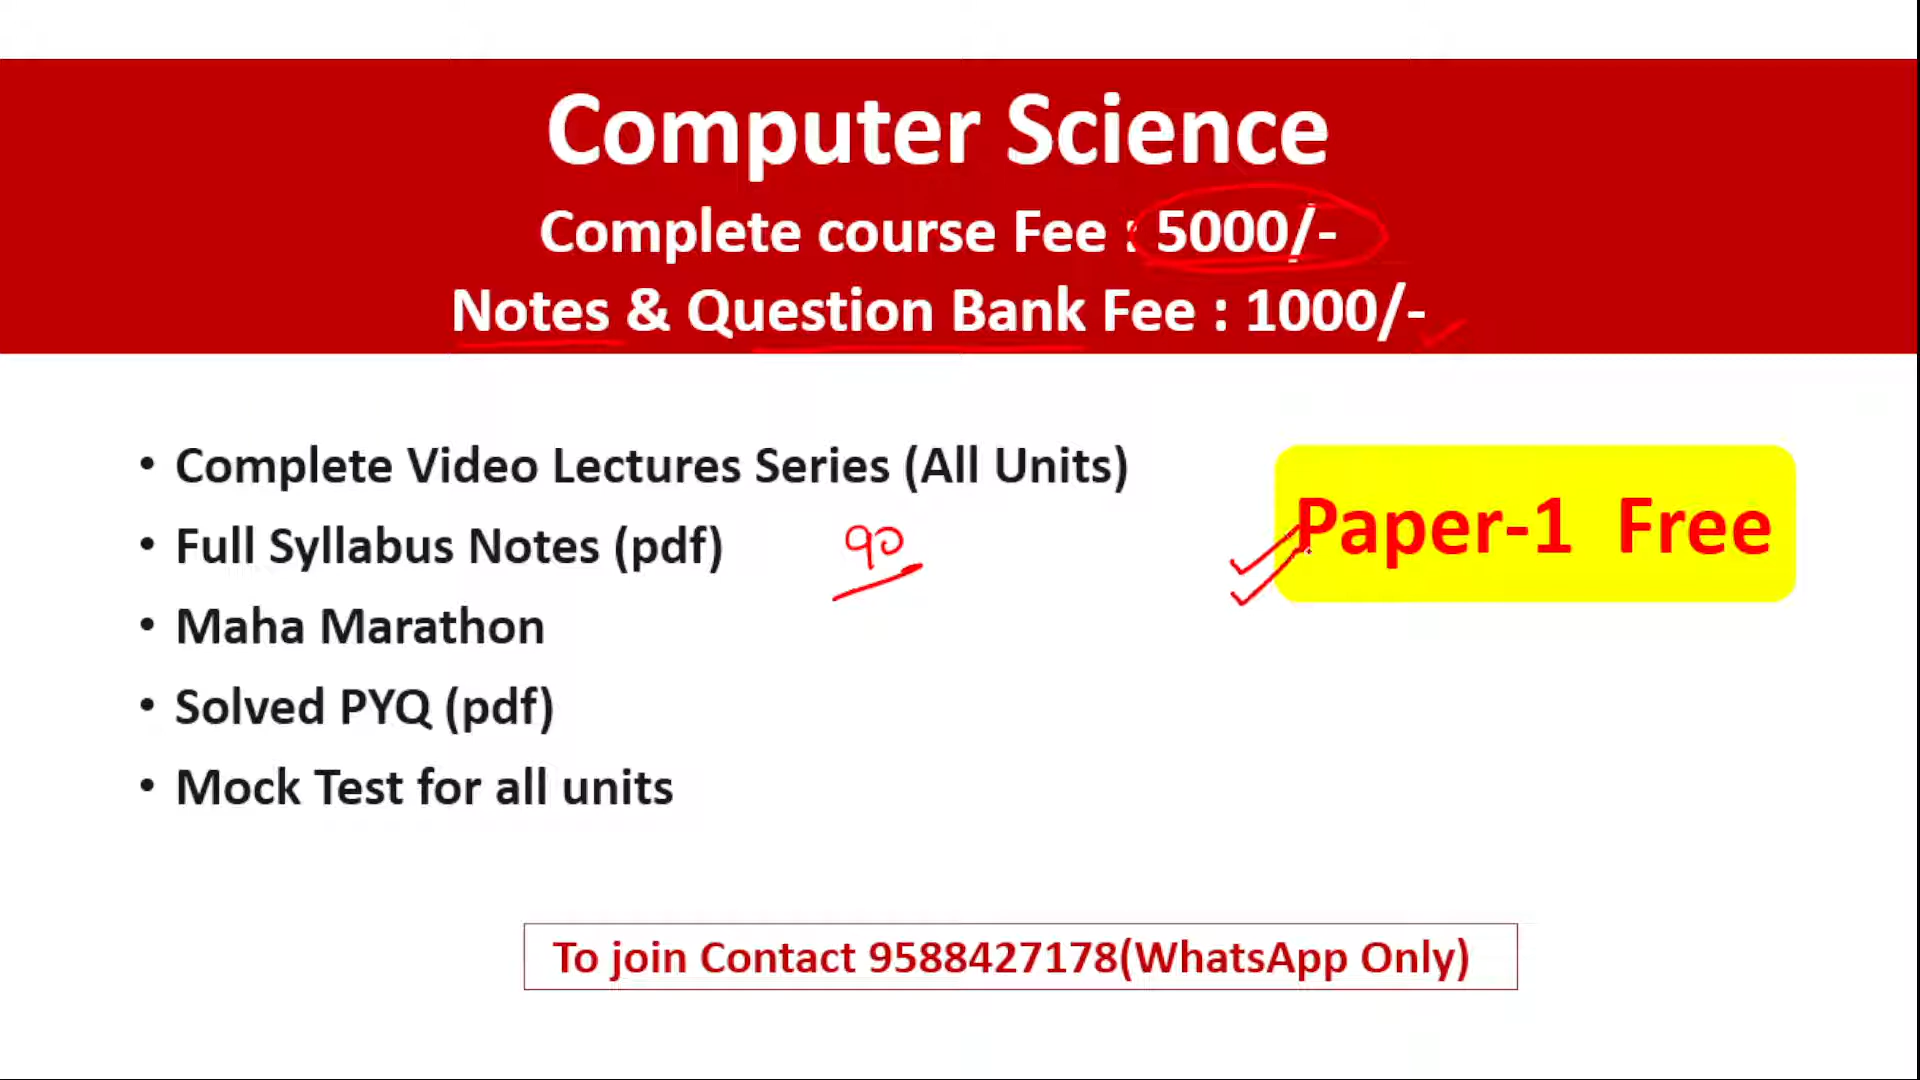 Computer Science
Complete course Fee : 5000/-
Notes & Question Bank Fee : 1000/-
• Complete Video Lectures Series (All Units)
• Full Syllabus Notes (pdf)
90
Paper-1 Free
• Maha Marathon
• Solved PYQ (pdf)
• Mock Test for all units
To join Contact 9588427178(WhatsApp Only)